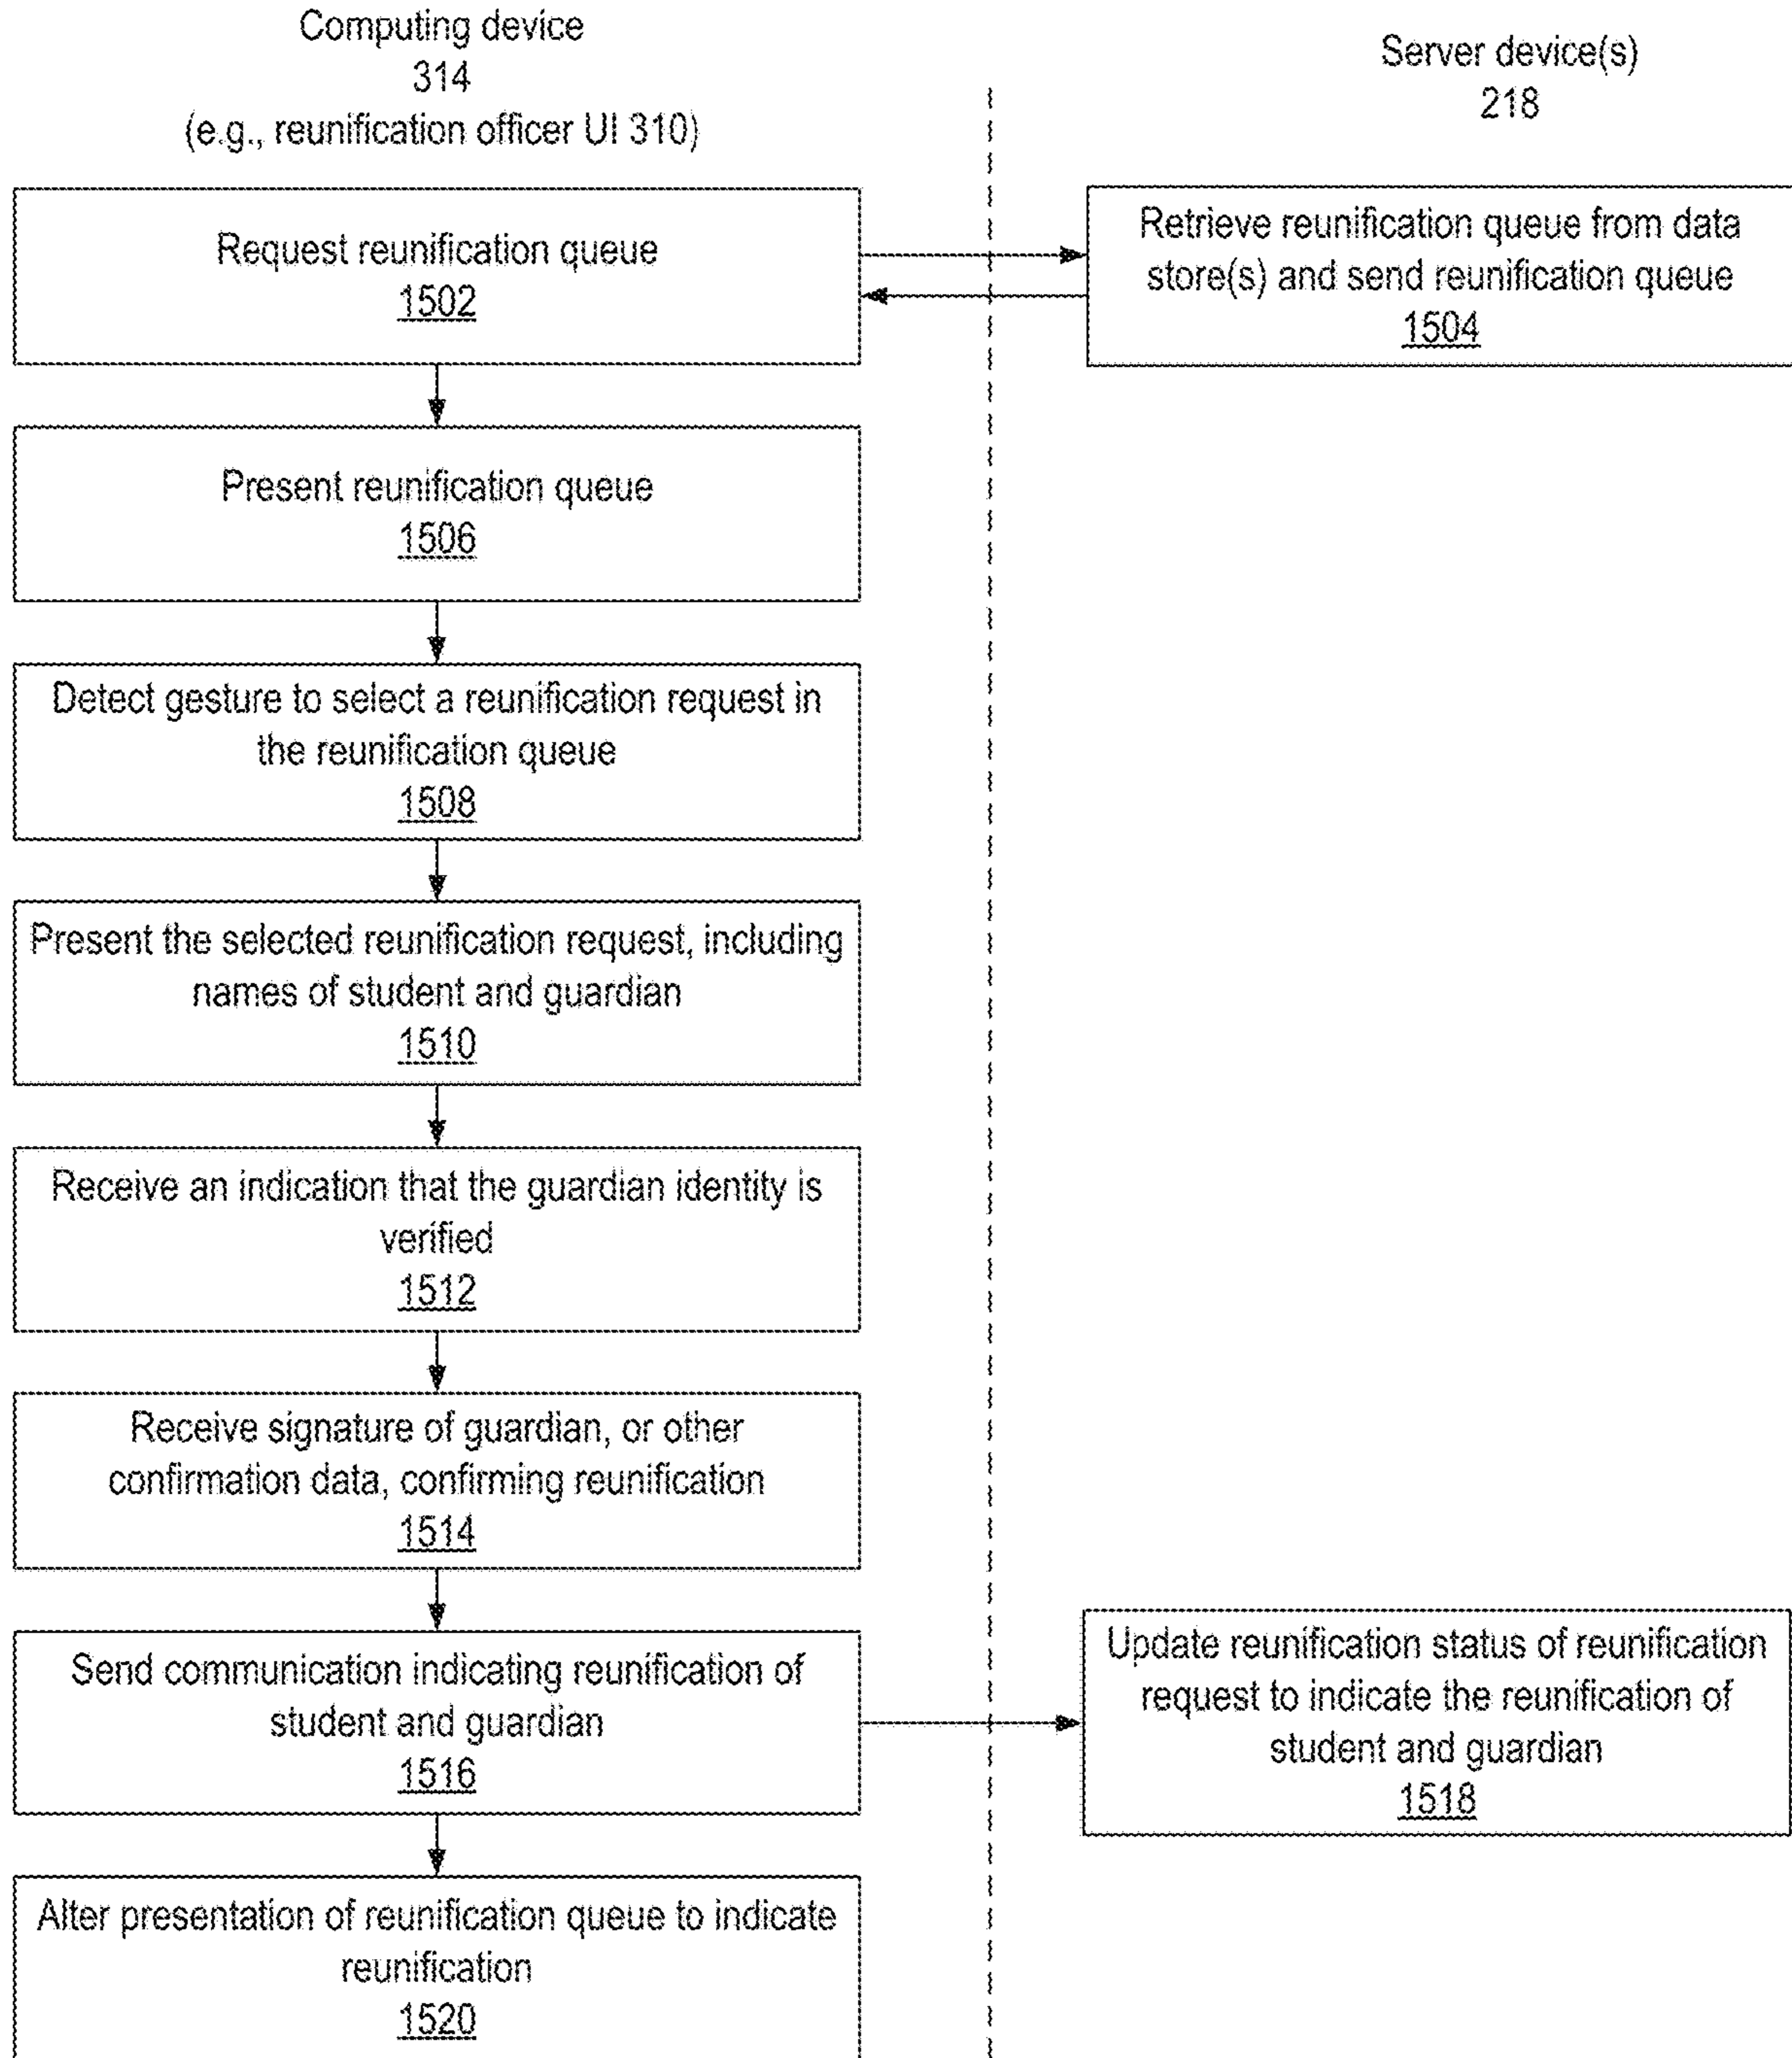 Computing device
314
(e.g., reunification officer UI 310)
Server device(s)
218
Request reunification queue
1502
Retrieve reunification queue from data
store(s) and send reunification queue
1504
Present reunification queue
1506
Detect gesture to select a reunification request in
the reunification queue
1508
Present the selected reunification request, including
names of student and guardian
1510
Receive an indication that the guardian identity is
verified
1512
Receive signature of guardian, or other
confirmation data, confirming reunification
1514
Send communication indicating reunification of
student and guardian
1516
Update reunification status of reunification
request to indicate the reunification of
student and guardian
1518
Alter presentation of reunification queue to indicate
reunification
1520